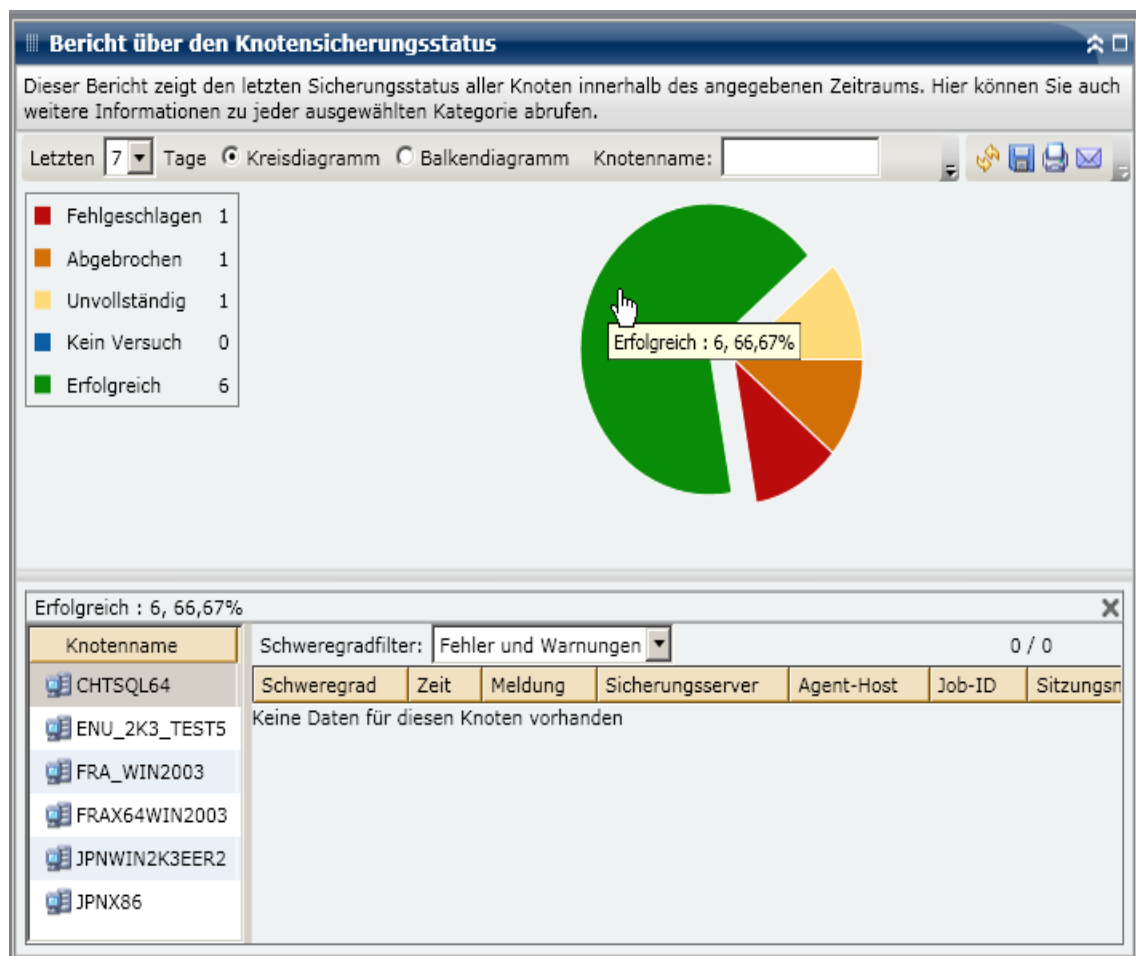 Bericht über den Knotensicherungsstatus
Dieser Bericht zeigt den letzten Sicherungsstatus aller Knoten innerhalb des angegebenen Zeitraums. Hier können Sie auch
weitere Informationen zu jeder ausgewählten Kategorie abrufen.
Letzten 7 Tage Kreisdiagramm Balkendiagramm Knotenname:
Fehlgeschlagen 1
Abgebrochen 1
Unvollständig 1
Kein Versuch 0
Erfolgreich 6
Erfolgreich : 6, 66,67%
Erfolgreich : 6, 66,67%
Knotenname Schweregradfilter: Fehler und Warnungen 0 / 0
Schweregrad Zeit Meldung Sicherungsserver Agent-Host Job-ID Sitzungsn
Keine Daten für diesen Knoten vorhanden
CHTSQL64
ENU_2K3_TEST5
FRA_WIN2003
FRAX64WIN2003
JPNWIN2K3EER2
JPNX86